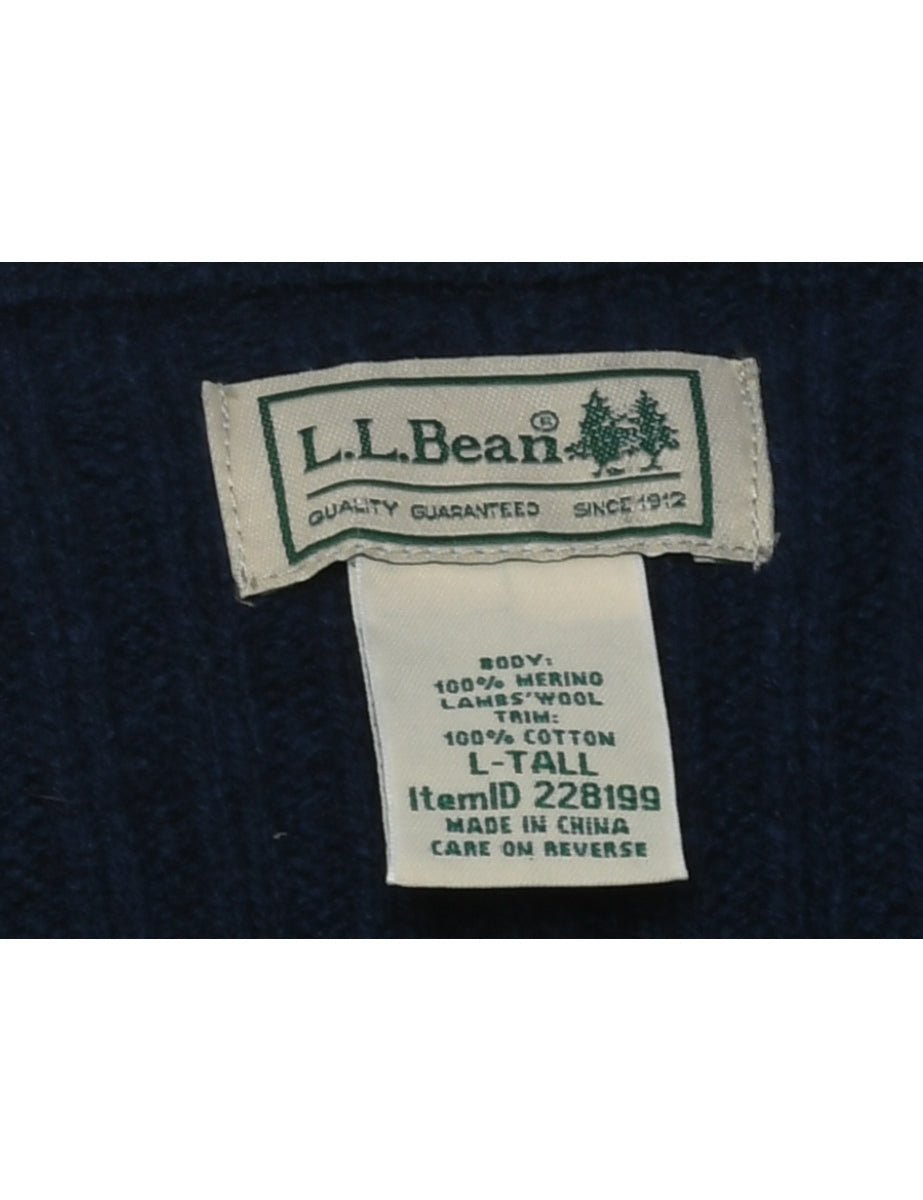 L.L.Bean®
QUALITY GUARANTEED SINCE 1912
BODY:
100% MERINO
LAMBS'WOOL
TRIM:
100% COTTON
L-TALL
ItemID 228199
MADE IN CHINA
CARE ON REVERSE